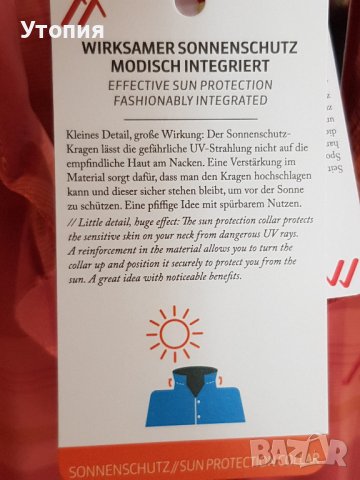 Утопия
WIRKSAMER SONNENSCHUTZ
MODISCH INTEGRIERT
EFFECTIVE SUN PROTECTION
FASHIONABLY INTEGRATED
Kleines Detail, große Wirkung: Der Sonnenschutz-
Kragen lässt die gefährliche UV-Strahlung nicht auf die
empfindliche Haut am Nacken. Eine Verstärkung im
Material sorgt dafür, dass man den Kragen hochschlagen
kann und dieser sicher stehen bleibt, um vor der Sonne
zu schützen. Eine pfiffige Idee mit spürbarem Nutzen.
// Little detail, huge effect: The sun protection collar protects
the sensitive skin on your neck from dangerous UV rays.
A reinforcement in the material allows you to turn the
collar up and position it securely to protect you from the
sun. A great idea with noticeable benefits.
Seit
SONNENSCHUTZ//SUN PROTECTION COLLAR
BAZAR